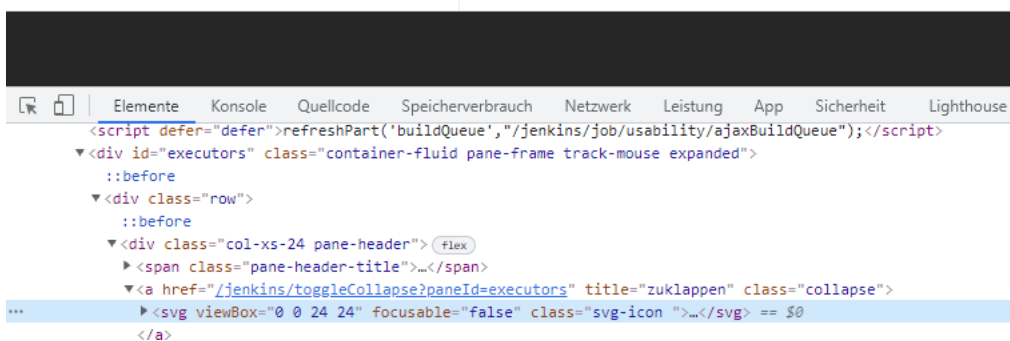 Elemente Konsole Quellcode Speicherverbrauch Netzwerk Leistung App Sicherheit Lighthouse
<script defer="defer">refreshPart('buildQueue',"/jenkins/job/usability/ajaxBuildQueue");</script>
▼<div id="executors" class="container-fluid pane-frame track-mouse expanded">
::before
▼<div class="row">
::before
▼<div class="col-xs-24 pane-header"> flex
▶<span class="pane-header-title">…</span>
▼<a href="/jenkins/toggleCollapse?paneId=executors" title="zuklappen" class="collapse">
… ▶<svg viewBox="0 0 24 24" focusable="false" class="svg-icon ">…</svg> == $0
</a>